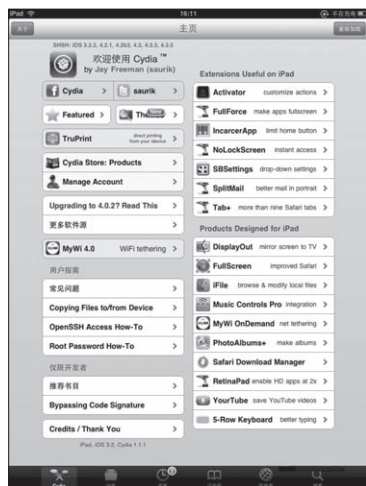 iPad
16:11
不在充电
关于
主页
重新加载
SHSH: iOS 3.2.2, 4.2.1, 4.2b3, 4.3, 4.3.3, 4.3.5
欢迎使用 Cydia ™
by Jay Freeman (saurik)
Cydia
saurik
Featured
TruPrint
direct printing
from your device
Cydia Store: Products
Manage Account
Upgrading to 4.0.2? Read This
更多软件源
MyWi 4.0
WiFi tethering
用户指南
常见问题
Copying Files to/from Device
OpenSSH Access How-To
Root Password How-To
仅限开发者
推荐书目
Bypassing Code Signature
Credits / Thank You
iPad, iOS 3.2, Cydia 1.1.1
Extensions Useful on iPad
Activator customize actions
FullForce make apps fullscreen
IncarcerApp limit home button
NoLockScreen instant access
SBSettings drop-down settings
SplitMail better mail in portrait
Tab+ more than nine Safari tabs
Products Designed for iPad
DisplayOut mirror screen to TV
FullScreen improved Safari
iFile browse & modify local files
Music Controls Pro integration
MyWi OnDemand net tethering
PhotoAlbums+ make albums
Safari Download Manager
RetinaPad enable HD apps at 2x
YourTube save YouTube videos
5-Row Keyboard better typing
Cydia